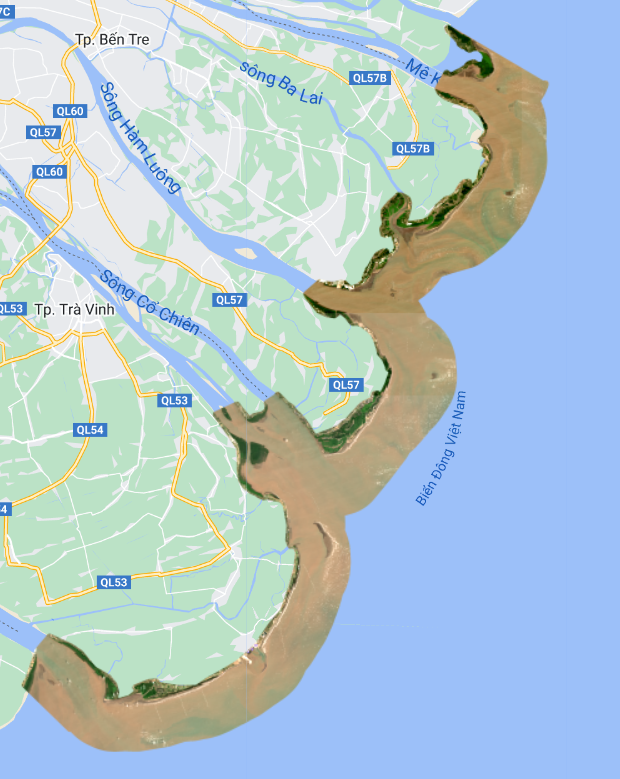 7C
Tp. Bến Tre
Mê K
sông Ba Lai
QL57B
Sông Hàm Luông
QL60
QL57
QL57B
QL60
Sông Cổ Chiên
QL57
QL53
Tp. Trà Vinh
QL57
QL53
Biển Đông Việt Nam
QL54
4
QL53